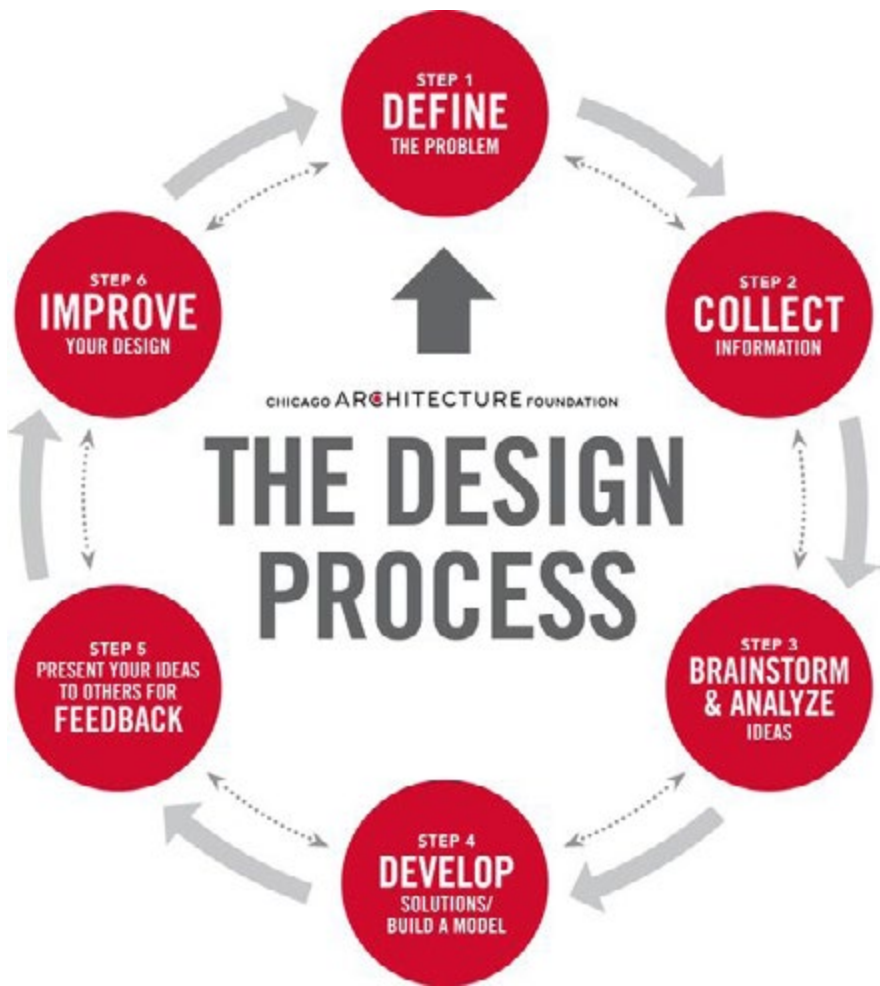 STEP 1
DEFINE
THE PROBLEM
STEP 2
COLLECT
INFORMATION
STEP 3
BRAINSTORM
& ANALYZE
IDEAS
STEP 4
DEVELOP
SOLUTIONS/
BUILD A MODEL
STEP 5
PRESENT YOUR IDEAS
TO OTHERS FOR
FEEDBACK
STEP 6
IMPROVE
YOUR DESIGN
CHICAGO ARCHITECTURE FOUNDATION
THE DESIGN
PROCESS